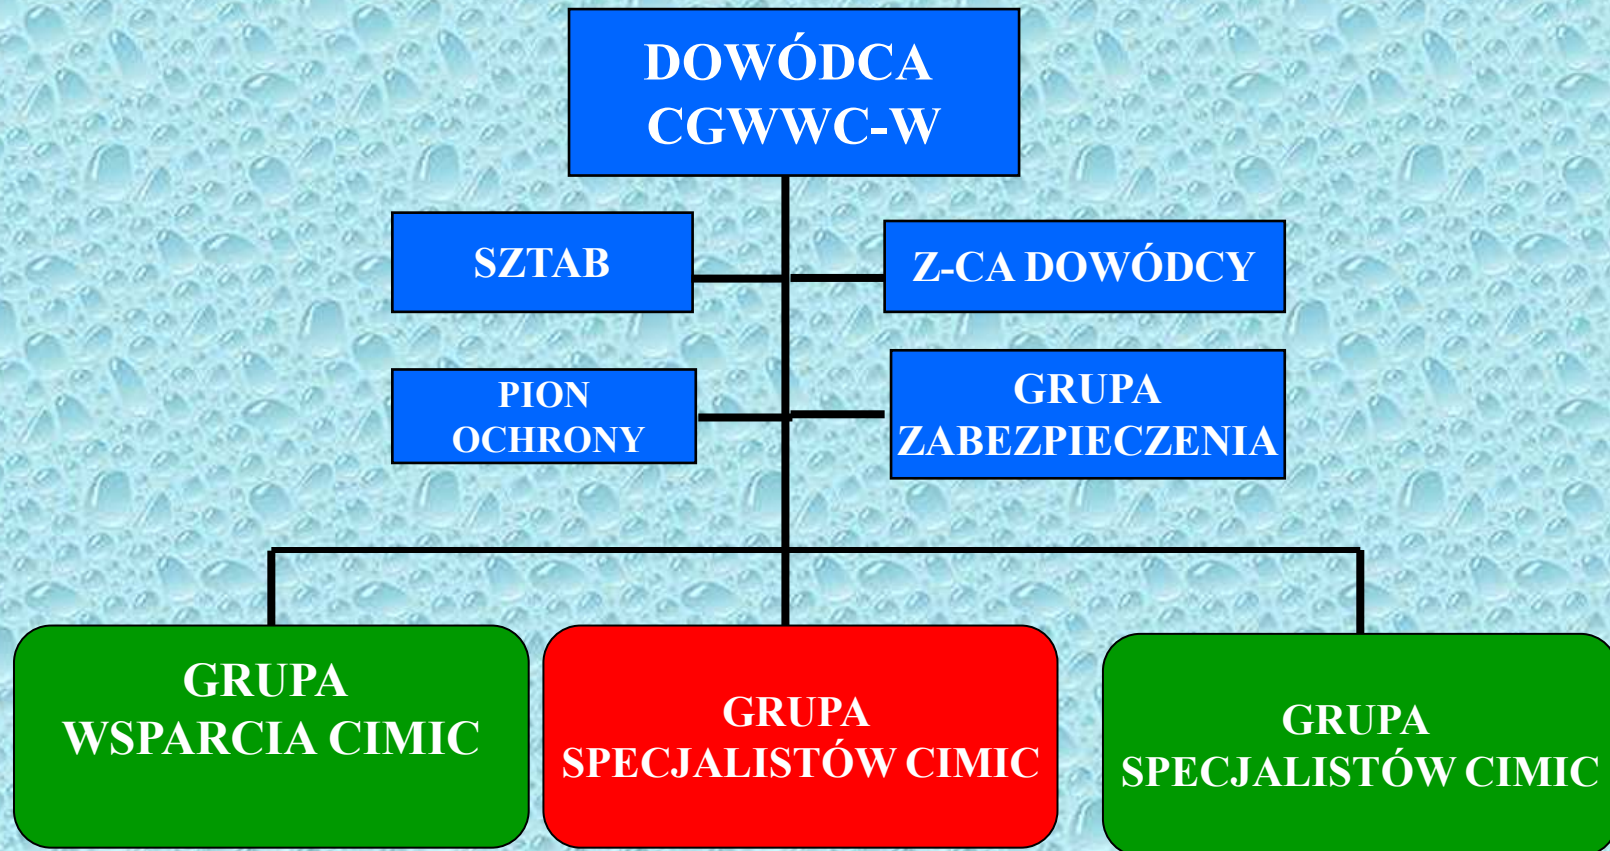 DOWÓDCA
CGWWC-W
SZTAB
Z-CA DOWÓDCY
PION
OCHRONY
GRUPA
ZABEZPIECZENIA
GRUPA
WSPARCIA CIMIC
GRUPA
SPECJALISTÓW CIMIC
GRUPA
SPECJALISTÓW CIMIC